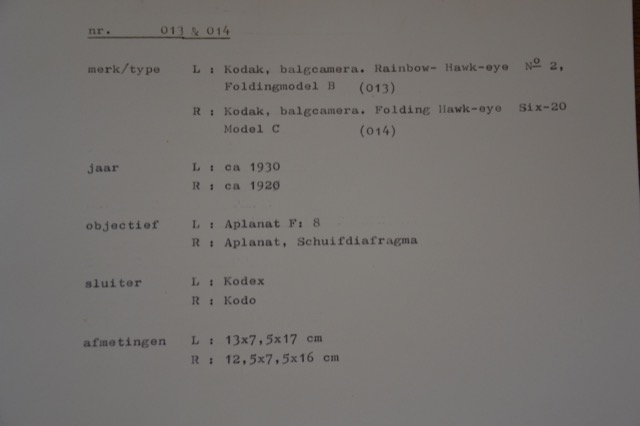 nr. 013 & 014
merk/type L : Kodak, balgcamera. Rainbow- Hawk-eye Nº 2,
Foldingmodel B (013)
R : Kodak, balgcamera. Folding Hawk-eye Six-20
Model C (014)
jaar L : ca 1930
R : ca 1920
objectief L : Aplanat F: 8
R : Aplanat, Schuifdiafragma
sluiter L : Kodex
R : Kodo
afmetingen L : 13x7,5x17 cm
R : 12,5x7,5x16 cm